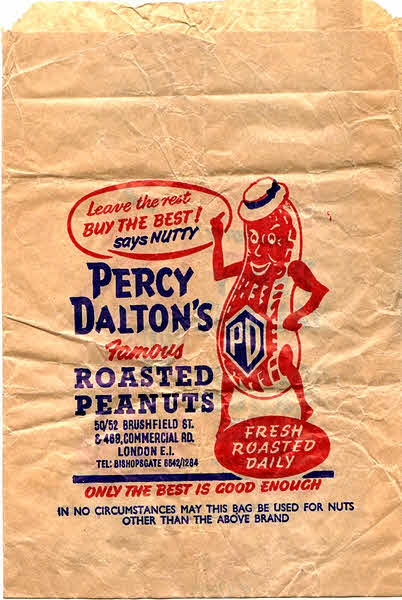 Leave the rest
BUY THE BEST!
says NUTTY
PERCY
DALTON'S
Famous
ROASTED
PEANUTS
50/52 BRUSHFIELD ST.
& 468, COMMERCIAL RD.
LONDON E.I.
TEL: BISHOPSGATE 6842/1284
PD
FRESH
ROASTED
DAILY
ONLY THE BEST IS GOOD ENOUGH
IN NO CIRCUMSTANCES MAY THIS BAG BE USED FOR NUTS
OTHER THAN THE ABOVE BRAND